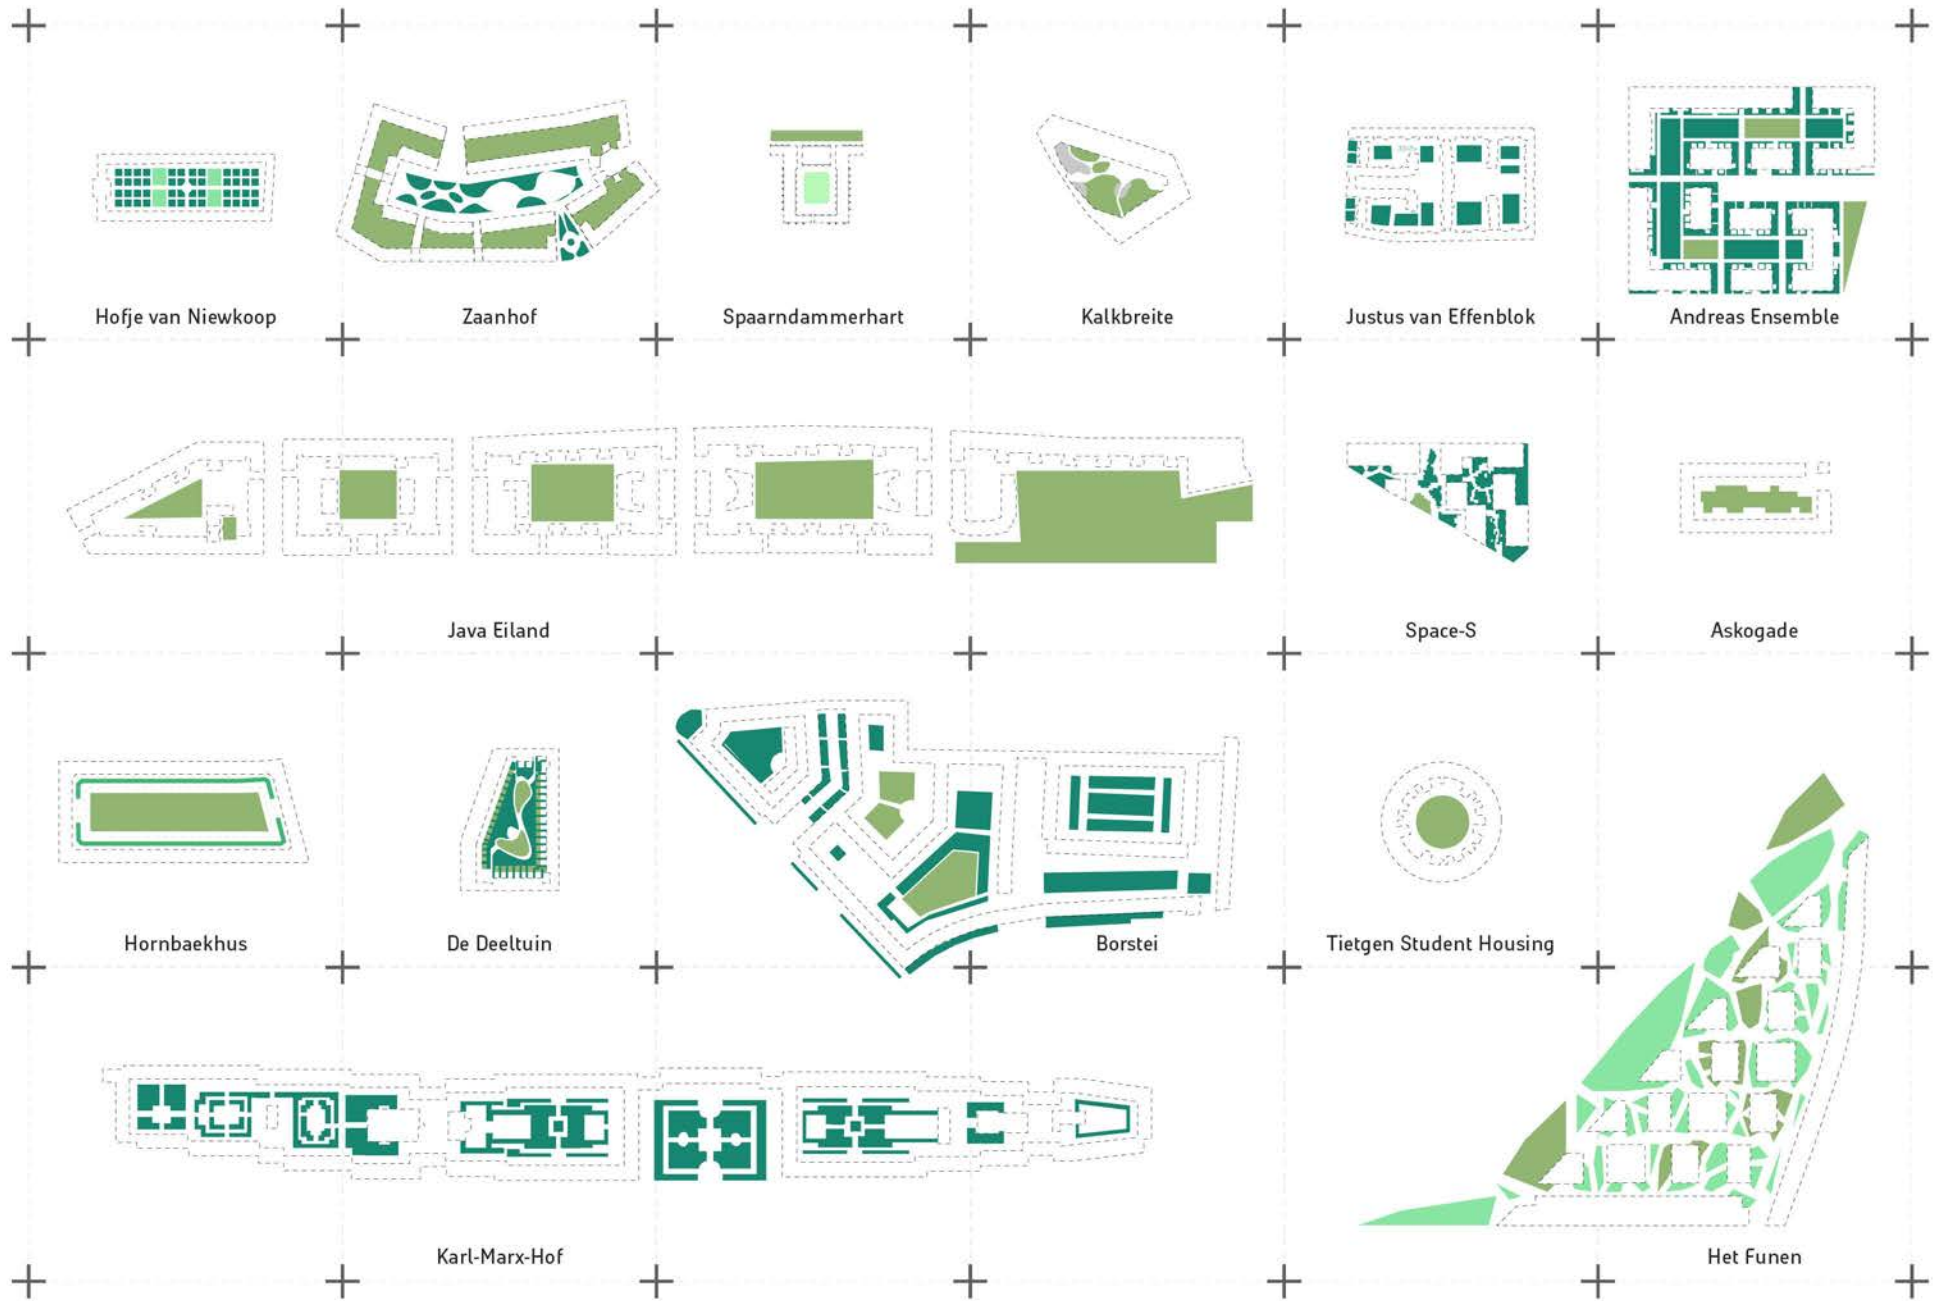 Hofje van Niewkoop
Zaanhof
Spaarndammerhart
Kalkbreite
Justus van Effenblok
Andreas Ensemble
Java Eiland
Space-S
Askogade
Hornbaekhus
De Deeltuin
Borstei
Tietgen Student Housing
Karl-Marx-Hof
Het Funen